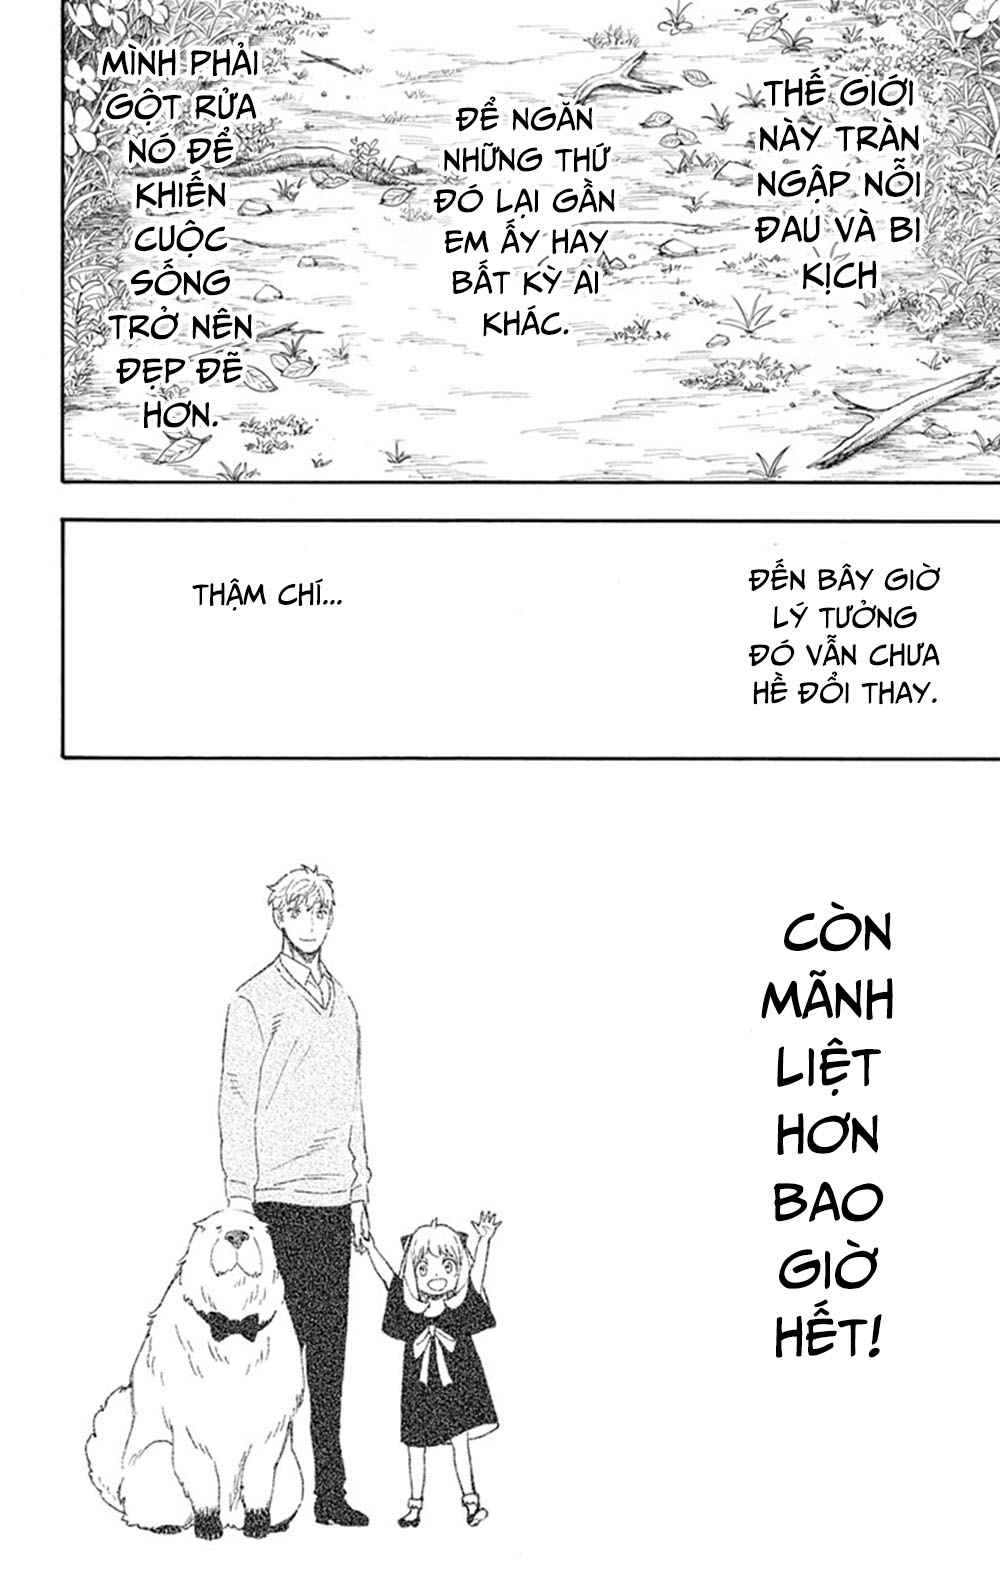 THẾ GIỚI
NÀY TRÀN
NGẬP NỖI
ĐAU VÀ BI
KỊCH
ĐỂ NGĂN
NHỮNG THỨ
ĐÓ LẠI GẦN
EM ẤY HAY
BẤT KỲ AI
KHÁC.
MÌNH PHẢI
GỘT RỬA
NÓ ĐỂ
KHIẾN
CUỘC
SỐNG
TRỞ NÊN
ĐẸP ĐẼ
HƠN.
ĐẾN BÂY GIỜ
LÝ TƯỞNG
ĐÓ VẪN CHƯA
HỀ ĐỔI THAY.
THẬM CHÍ...
CÒN
MÃNH
LIỆT
HƠN
BAO
GIỜ
HẾT!